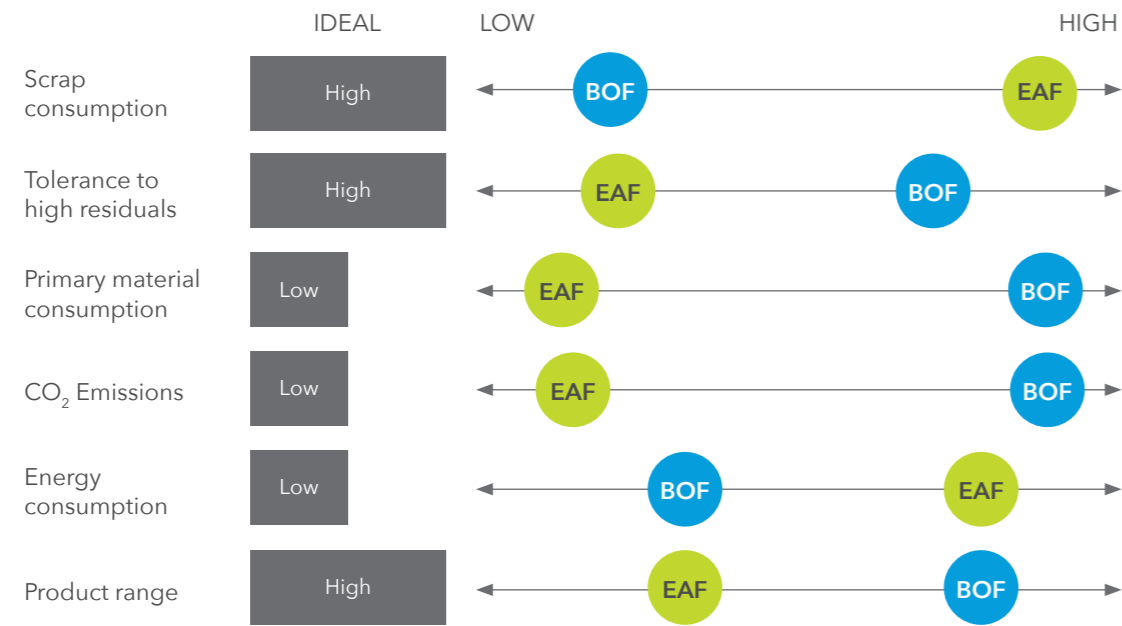 IDEAL LOW HIGH
Scrap
consumption
High
BOF EAF
Tolerance to
high residuals
High
EAF BOF
Primary material
consumption
Low
EAF BOF
CO₂ Emissions
Low
EAF BOF
Energy
consumption
Low
BOF EAF
Product range
High
EAF BOF